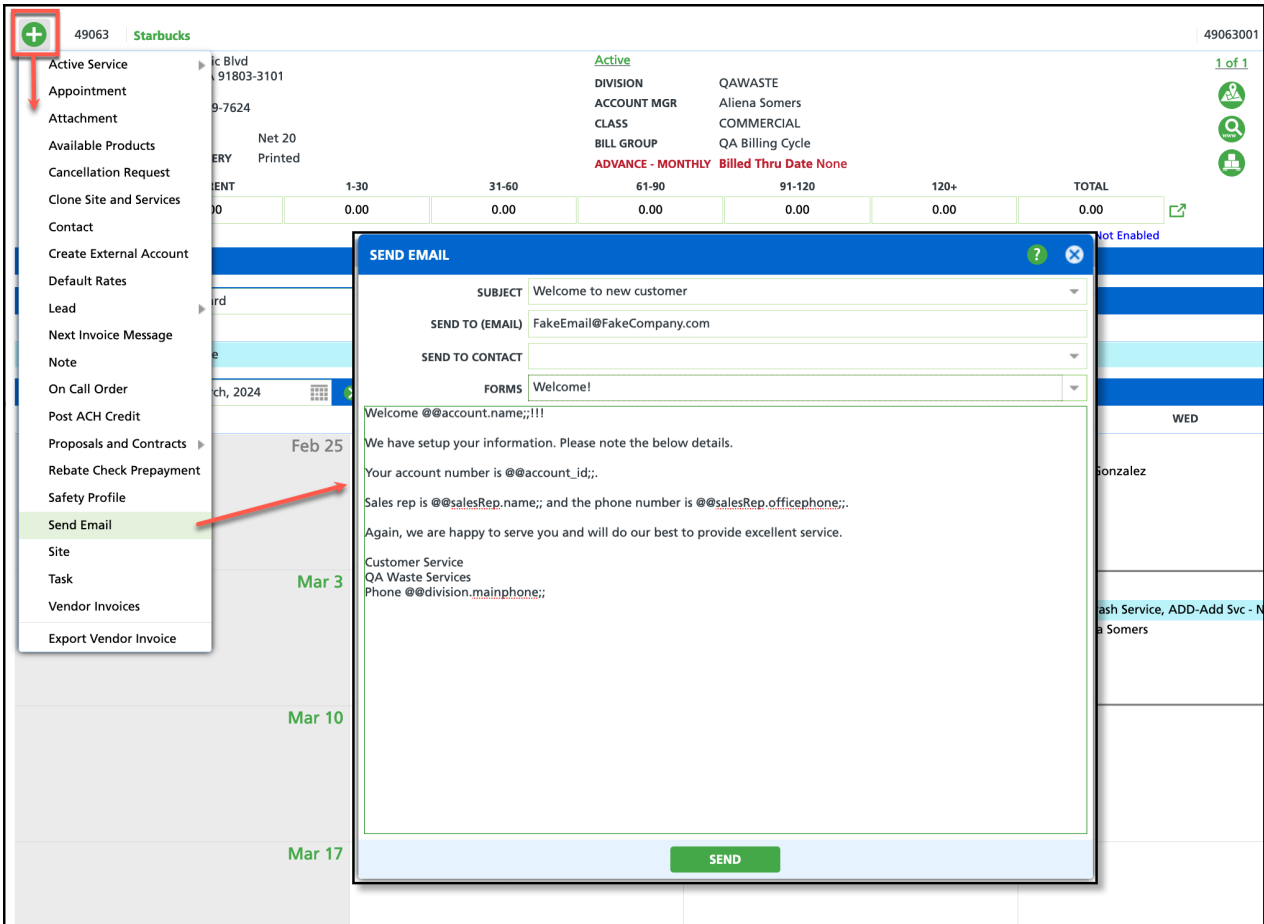 49063 Starbucks 49063001
Active Service
Appointment
Attachment
Available Products
Cancellation Request
Clone Site and Services
Contact
Create External Account
Default Rates
Lead
Next Invoice Message
Note
On Call Order
Post ACH Credit
Proposals and Contracts
Rebate Check Prepayment
Safety Profile
Send Email
Site
Task
Vendor Invoices
Export Vendor Invoice
ic Blvd
91803-3101
9-7624
Net 20
ERY Printed
Active
DIVISION QAWASTE
ACCOUNT MGR Aliena Somers
CLASS COMMERCIAL
BILL GROUP QA Billing Cycle
ADVANCE - MONTHLY Billed Thru Date None
1 of 1
www
RENT 1-30 31-60 61-90 91-120 120+ TOTAL
00 0.00 0.00 0.00 0.00 0.00 0.00
Not Enabled
rd
e
rch, 2024
WED
Feb 25
Gonzalez
Mar 3
ash Service, ADD-Add Svc - N
a Somers
Mar 10
Mar 17
SEND EMAIL ?
SUBJECT Welcome to new customer
SEND TO (EMAIL) FakeEmail@FakeCompany.com
SEND TO CONTACT
FORMS Welcome!
Welcome @@account.name;;!!!
We have setup your information. Please note the below details.
Your account number is @@account_id;;.
Sales rep is @@salesRep.name;; and the phone number is @@salesRep.officephone;;.
Again, we are happy to serve you and will do our best to provide excellent service.
Customer Service
QA Waste Services
Phone @@division.mainphone;;
SEND